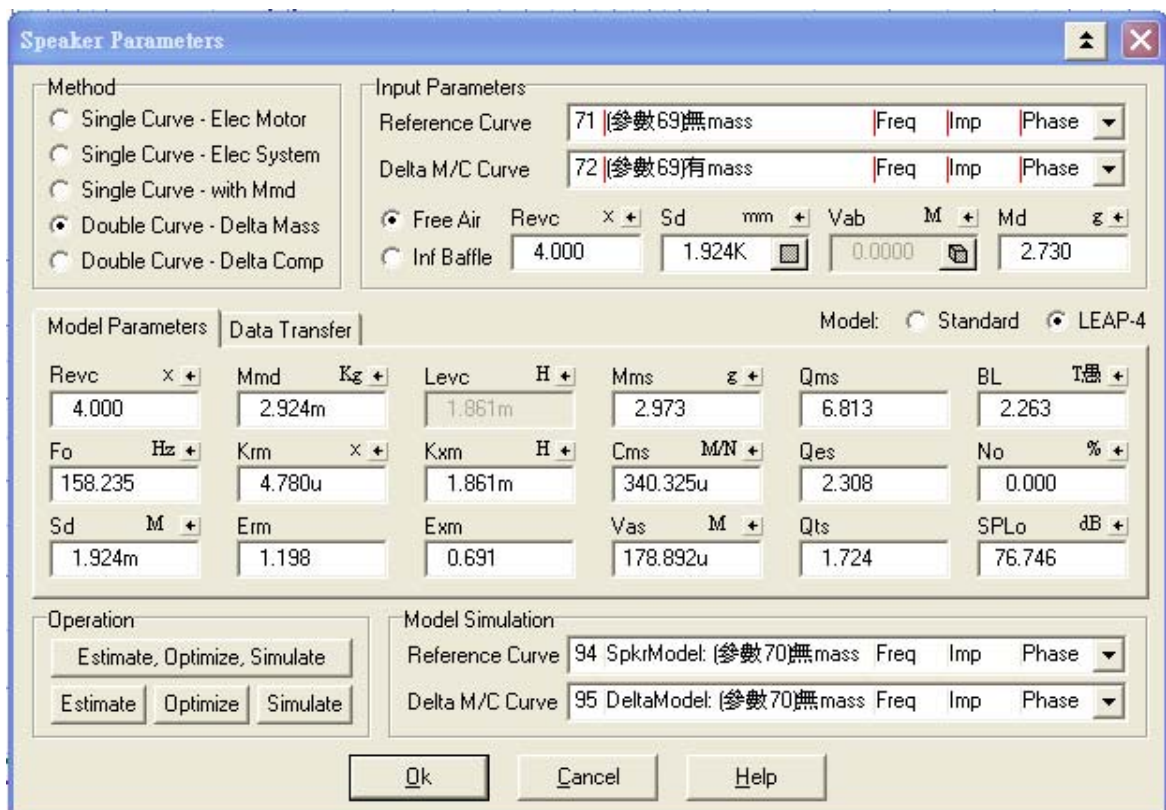 Speaker Parameters
Method
Single Curve - Elec Motor
Single Curve - Elec System
Single Curve - with Mmd
Double Curve - Delta Mass
Double Curve - Delta Comp
Input Parameters
Reference Curve 71 (參數69)無mass Freq Imp Phase
Delta M/C Curve 72 (參數69)有mass Freq Imp Phase
Free Air
Inf Baffle
Revc x Sd mm Vab M Md g
4.000 1.924K 0.0000 2.730
Model Parameters Data Transfer Model: Standard LEAP-4
Revc x Mmd Kg Levc H Mms g Qms BL T愚
4.000 2.924m 1.861m 2.973 6.813 2.263
Fo Hz Krm x Kxm H Cms M/N Qes No %
158.235 4.780u 1.861m 340.325u 2.308 0.000
Sd M Erm Exm Vas M Qts SPLo dB
1.924m 1.198 0.691 178.892u 1.724 76.746
Operation
Estimate, Optimize, Simulate
Estimate Optimize Simulate
Model Simulation
Reference Curve 94 SpkrModel: (參數70)無mass Freq Imp Phase
Delta M/C Curve 95 DeltaModel: (參數70)無mass Freq Imp Phase
Ok Cancel Help